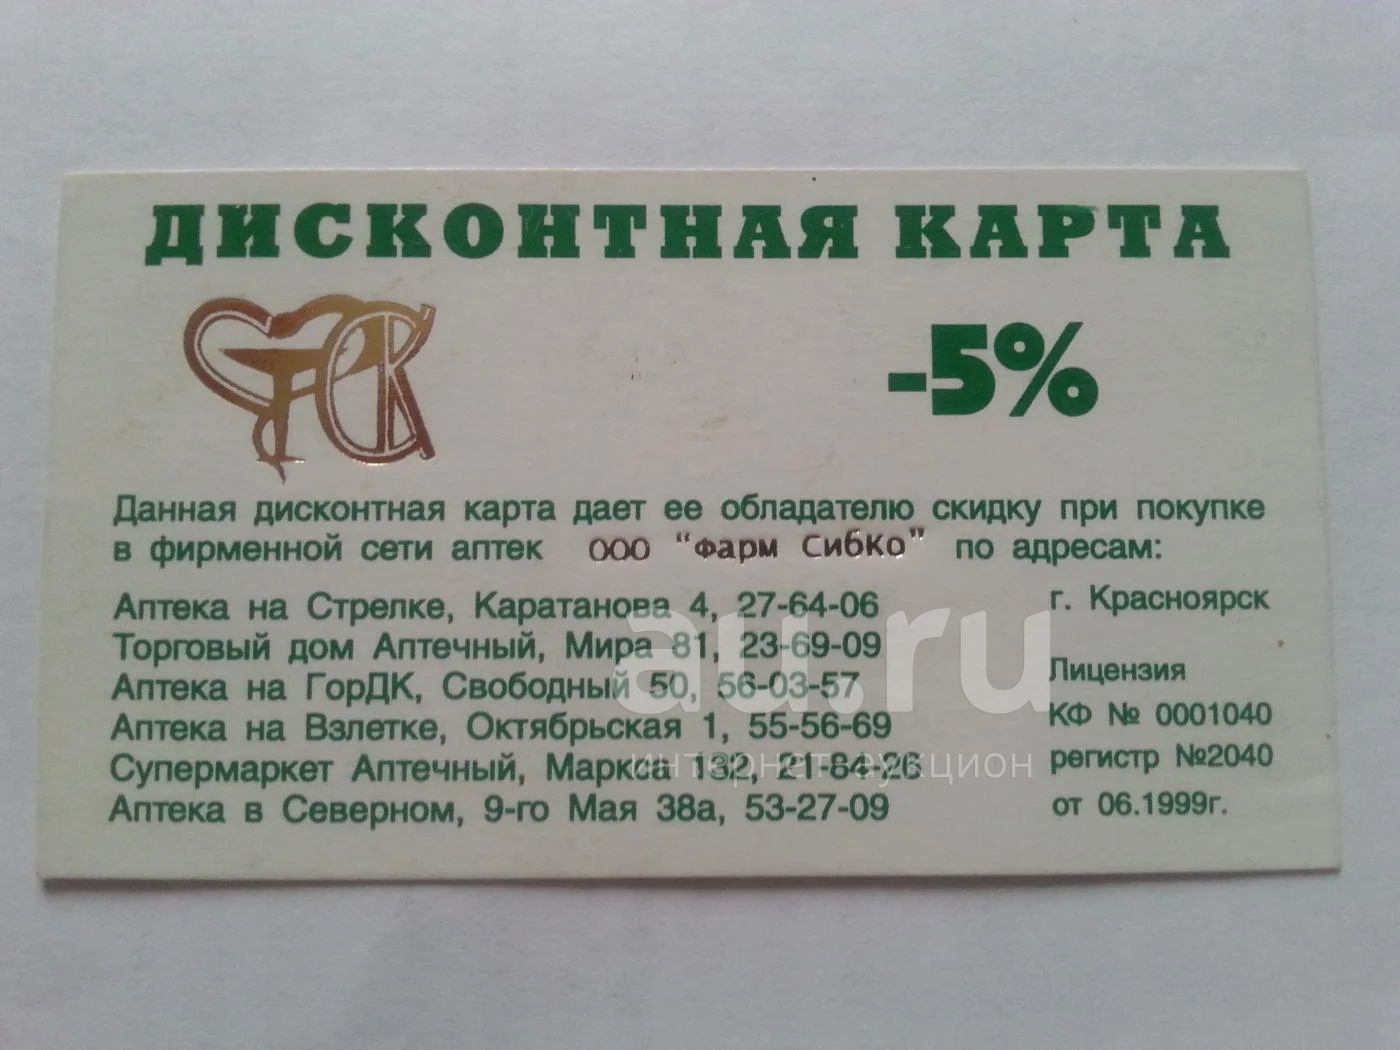 ДИСКОНТНАЯ КАРТА
ФСК
-5%
Данная дисконтная карта дает ее обладателю скидку при покупке
в фирменной сети аптек ООО "Фарм СибКо" по адресам:
Аптека на Стрелке, Каратанова 4, 27-64-06
Торговый дом Аптечный, Мира 81, 23-69-09
Аптека на ГорДК, Свободный 50, 56-03-57
Аптека на Взлетке, Октябрьская 1, 55-56-69
Супермаркет Аптечный, Маркса 132, 21-84-26
Аптека в Северном, 9-го Мая 38а, 53-27-09
г. Красноярск
Лицензия
КФ № 0001040
регистр №2040
от 06.1999г.
au.ru
интернет-аукцион